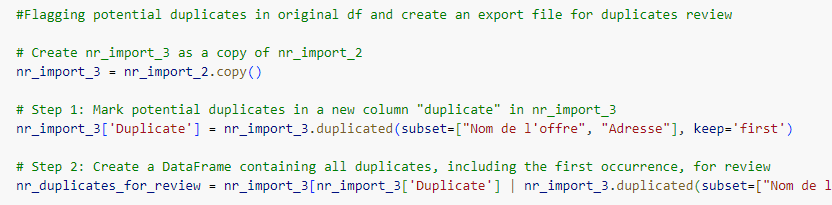 #Flagging potential duplicates in original df and create an export file for duplicates review
# Create nr_import_3 as a copy of nr_import_2
nr_import_3 = nr_import_2.copy()
# Step 1: Mark potential duplicates in a new column "duplicate" in nr_import_3
nr_import_3['Duplicate'] = nr_import_3.duplicated(subset=["Nom de l'offre", "Adresse"], keep='first')
# Step 2: Create a DataFrame containing all duplicates, including the first occurrence, for review
nr_duplicates_for_review = nr_import_3[nr_import_3['Duplicate'] | nr_import_3.duplicated(subset=["Nom de l